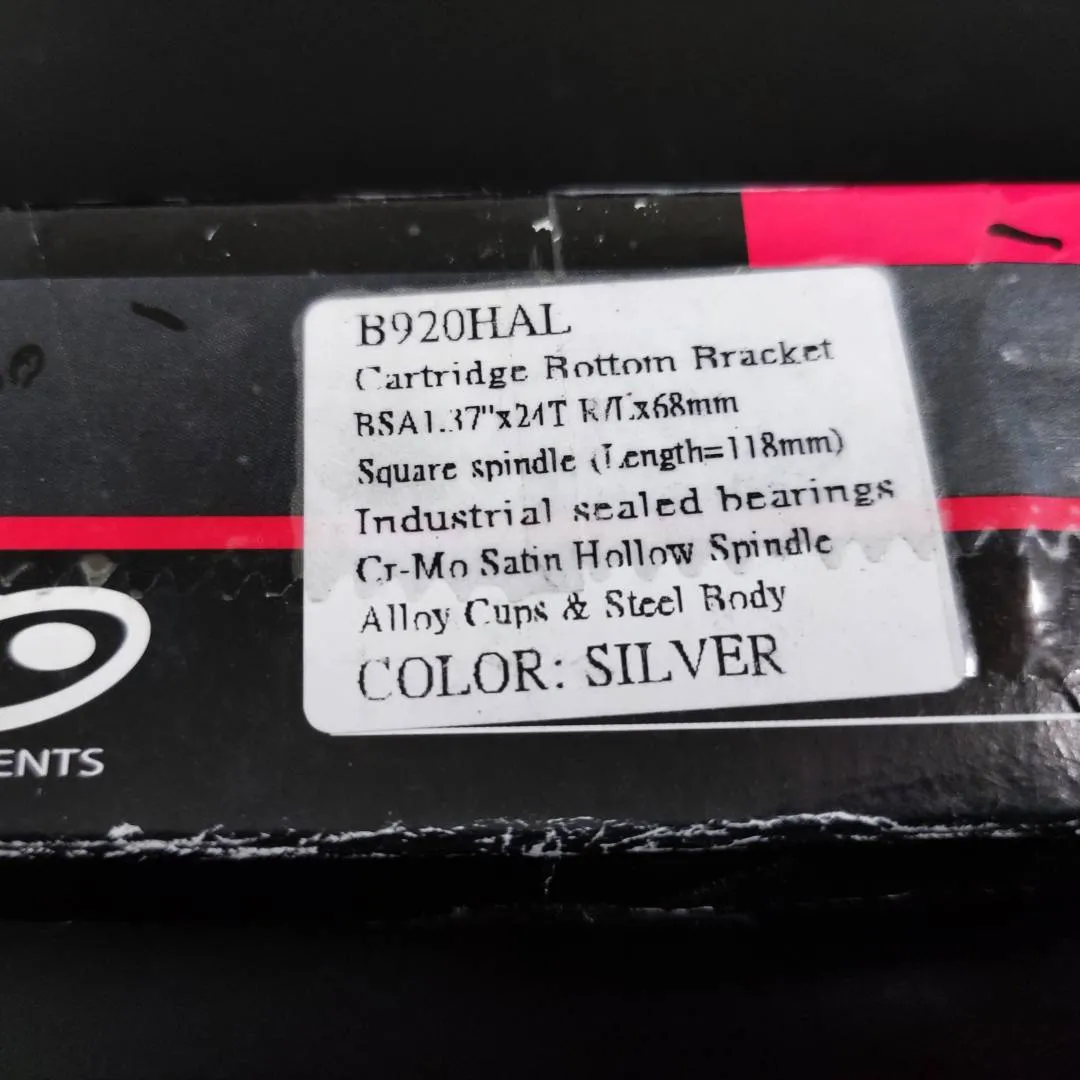 B920HAL
Cartridge Bottom Bracket
BSA1.37"x24T R/Lx68mm
Square spindle (Length=118mm)
Industrial sealed bearings
Cr-Mo Satin Hollow Spindle
Alloy Cups & Steel Body
COLOR: SILVER
ENTS